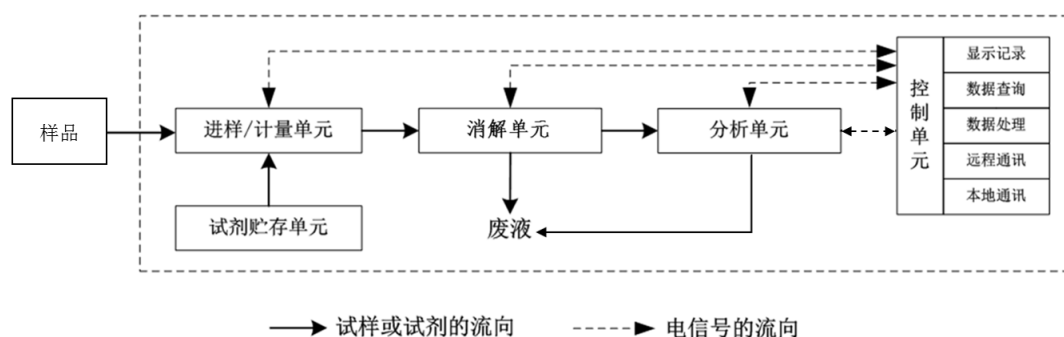 样品
进样/计量单元
消解单元
分析单元
试剂贮存单元
废液
控制单元
显示记录
数据查询
数据处理
远程通讯
本地通讯
试样或试剂的流向
电信号的流向